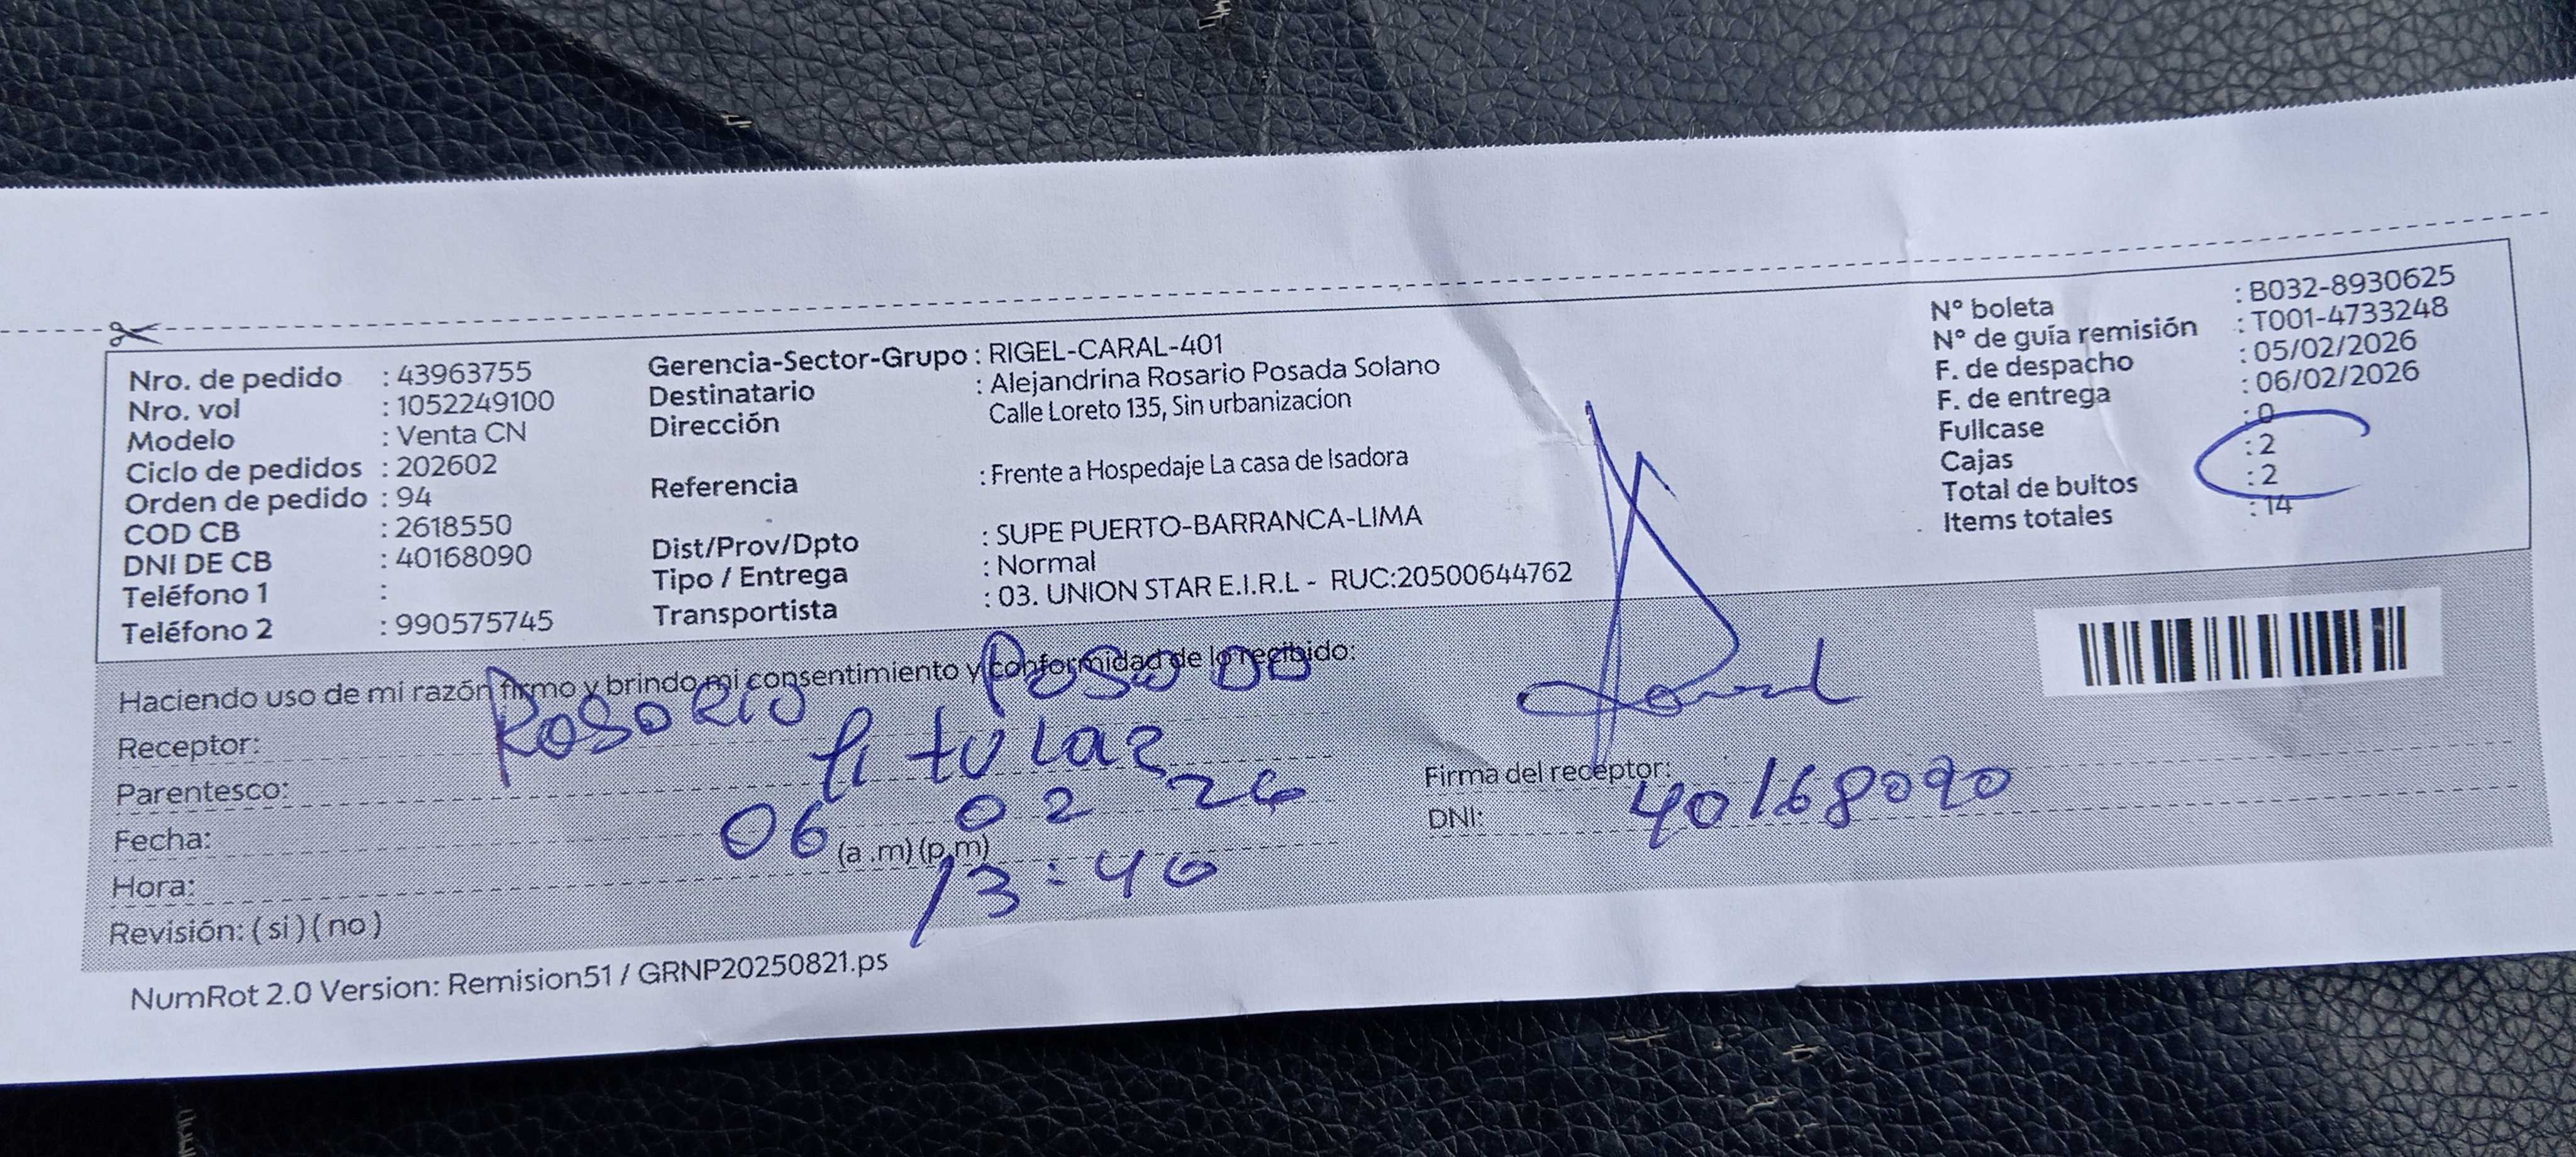 Nro. de pedido : 43963755
Nro. vol : 1052249100
Modelo : Venta CN
Ciclo de pedidos : 202602
Orden de pedido : 94
COD CB : 2618550
DNI DE CB : 40168090
Teléfono 1 :
Teléfono 2 : 990575745
Gerencia-Sector-Grupo : RIGEL-CARAL-401
Destinatario : Alejandrina Rosario Posada Solano
Dirección Calle Loreto 135, Sin urbanizacion
Referencia : Frente a Hospedaje La casa de Isadora
Dist/Prov/Dpto : SUPE PUERTO-BARRANCA-LIMA
Tipo / Entrega : Normal
Transportista : 03. UNION STAR E.I.R.L - RUC:20500644762
N° boleta : B032-8930625
N° de guía remisión : T001-4733248
F. de despacho : 05/02/2026
F. de entrega : 06/02/2026
Fullcase : 0
Cajas : 2
Total de bultos : 2
Items totales : 14
Haciendo uso de mi razón firmo y brindo mi consentimiento y conformidad de lo recibido:
Receptor: Rosario Posada
Parentesco: titular
Fecha: 06 02 26
Hora: (a .m) (p.m) 13:40
Revisión: ( si ) ( no )
Firma del receptor:
DNI: 40168090
NumRot 2.0 Version: Remision51 / GRNP20250821.ps